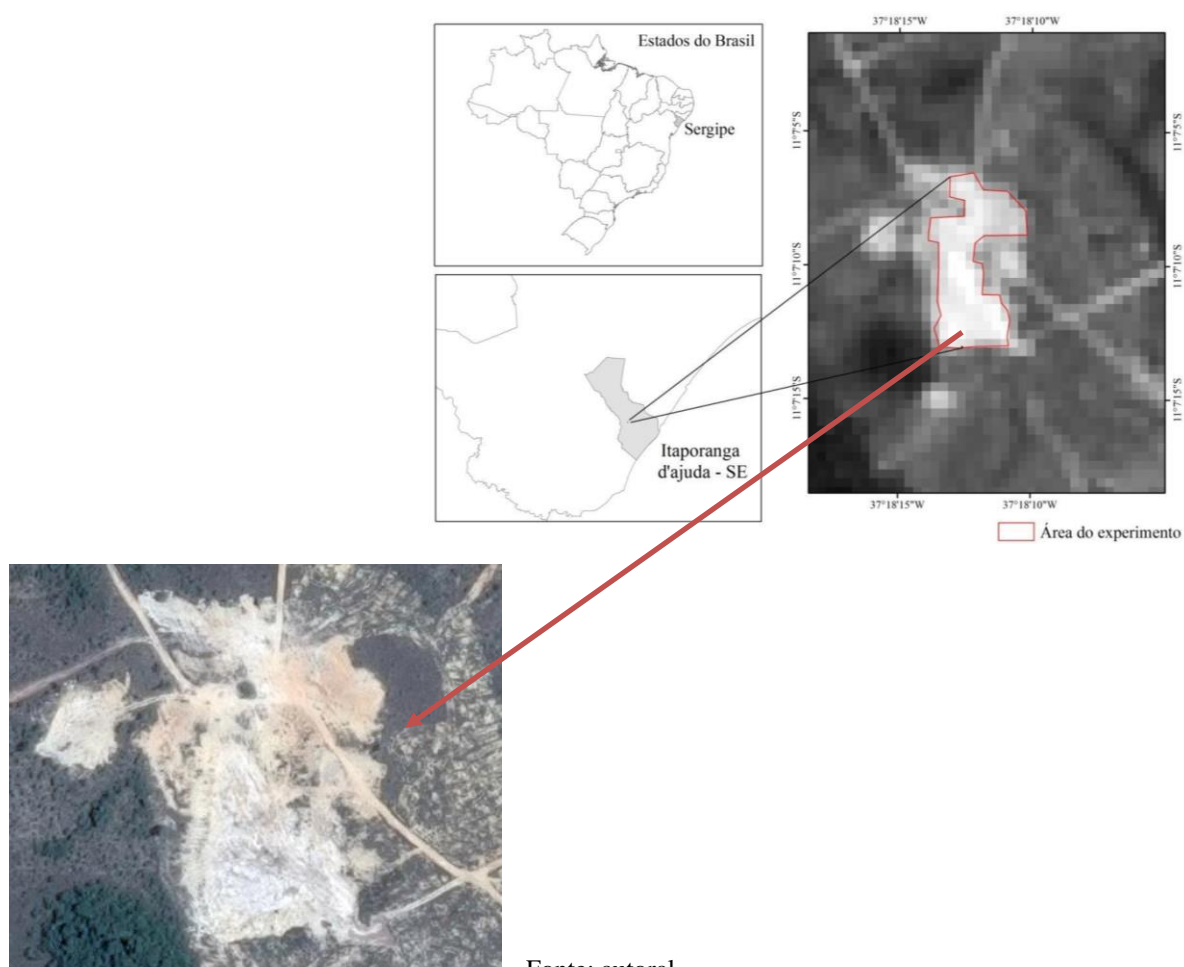 Estados do Brasil
Sergipe
Itaporanga
d'ajuda - SE
37°18'15"W 37°18'10"W
11°7'5"S 11°7'5"S
11°7'10"S 11°7'10"S
11°7'15"S 11°7'15"S
37°18'15"W 37°18'10"W
Área do experimento
Fonte: autoral